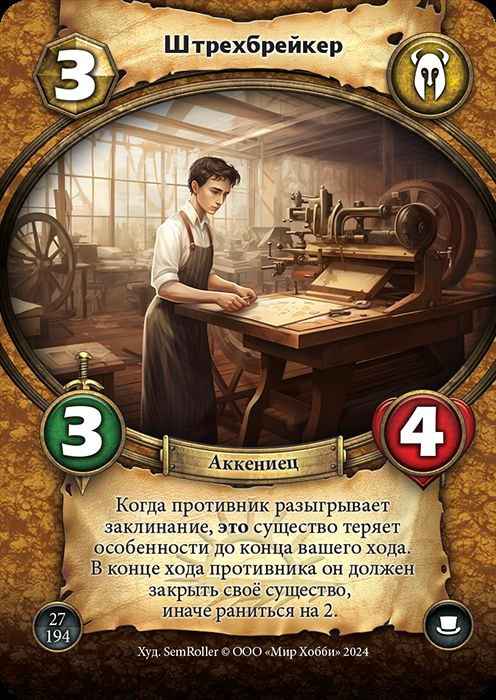 Штрехбрейкер
3
3
4
Аккениец
Когда противник разыгрывает
заклинание, это существо теряет
особенности до конца вашего хода.
В конце хода противника он должен
закрыть своё существо,
иначе раниться на 2.
27
194
Худ. SemRoller © ООО «Мир Хобби» 2024